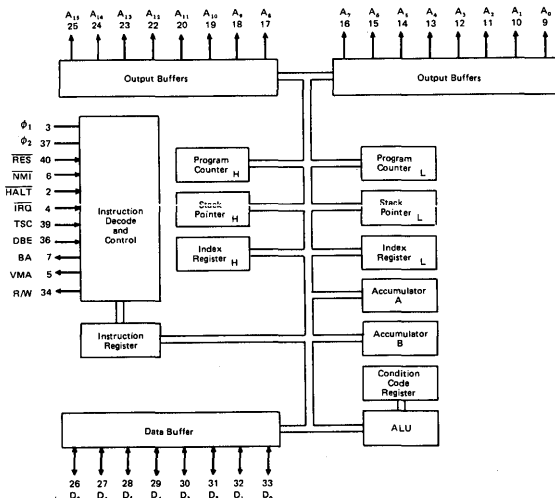 A₁₅ A₁₄ A₁₃ A₁₂ A₁₁ A₁₀ A₉ A₈
25 24 23 22 20 19 18 17
A₇ A₆ A₅ A₄ A₃ A₂ A₁ A₀
16 15 14 13 12 11 10 9
Output Buffers
Output Buffers
ϕ₁ 3
ϕ₂ 37
R̅E̅S̅ 40
N̅M̅I̅ 6
H̅A̅L̅T̅ 2
I̅R̅Q̅ 4
TSC 39
DBE 36
BA 7
VMA 5
R/W 34
Instruction
Decode
and
Control
Instruction
Register
Program
Counter H
Stack
Pointer H
Index
Register H
Program
Counter L
Stack
Pointer L
Index
Register L
Accumulator
A
Accumulator
B
Condition
Code
Register
ALU
Data Buffer
26 27 28 29 30 31 32 33